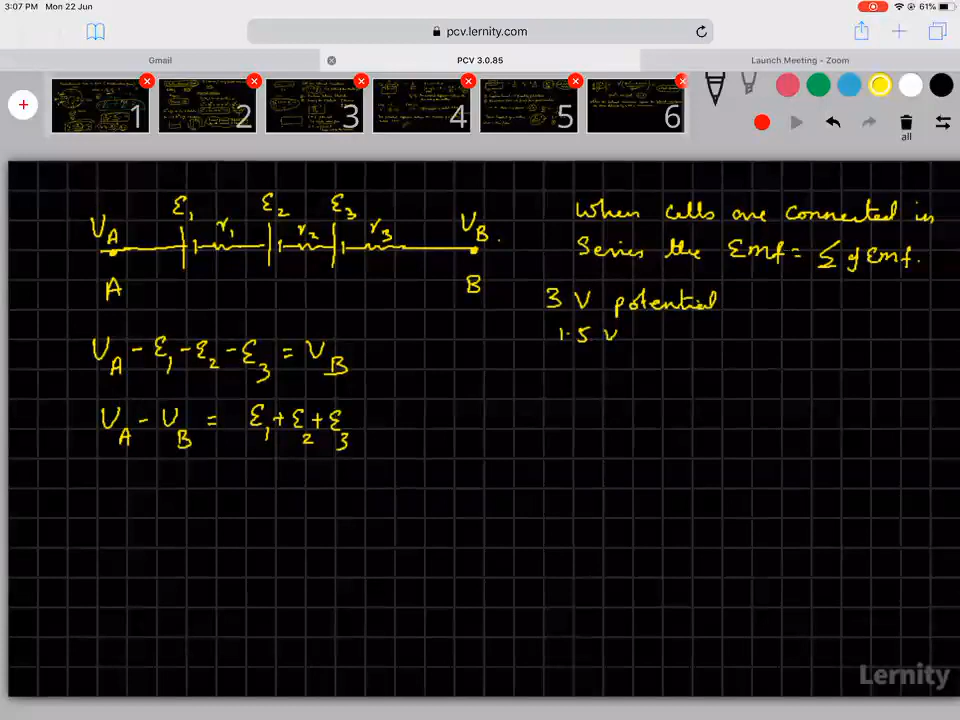 3:07 PM Mon 22 Jun
61%
pcv.lernity.com
Gmail
PCV 3.0.85
Launch Meeting - Zoom
1 2 3 4 5 6
all
ε₁ ε₂ ε₃
V_A r₁ r₂ r₃ V_B
A B
V_A - ε₁ - ε₂ - ε₃ = V_B
V_A - V_B = ε₁ + ε₂ + ε₃
When cells are connected in
Series the Emf = Σ of Emf.
3 V potential
1.5 V
Lernity